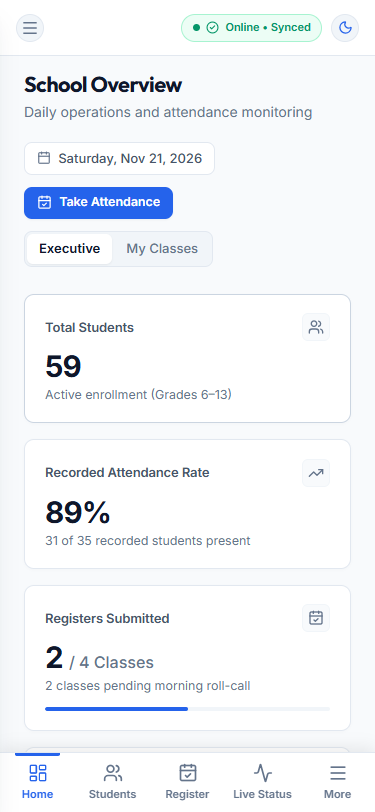 Online • Synced
School Overview
Daily operations and attendance monitoring
Saturday, Nov 21, 2026
Take Attendance
Executive My Classes
Total Students
59
Active enrollment (Grades 6–13)
Recorded Attendance Rate
89%
31 of 35 recorded students present
Registers Submitted
2 / 4 Classes
2 classes pending morning roll-call
Home Students Register Live Status More